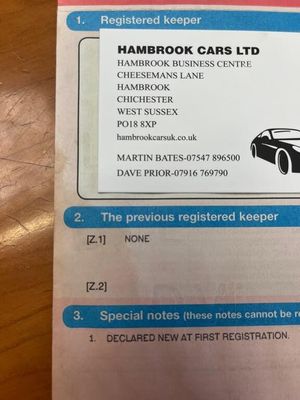 1. Registered keeper
HAMBROOK CARS LTD
HAMBROOK BUSINESS CENTRE
CHEESEMANS LANE
HAMBROOK
CHICHESTER
WEST SUSSEX
PO18 8XP
hambrookcarsuk.co.uk
MARTIN BATES-07547 896500
DAVE PRIOR-07916 769790
2. The previous registered keeper
[Z.1] NONE
[Z.2]
3. Special notes (these notes cannot be
1. DECLARED NEW AT FIRST REGISTRATION.